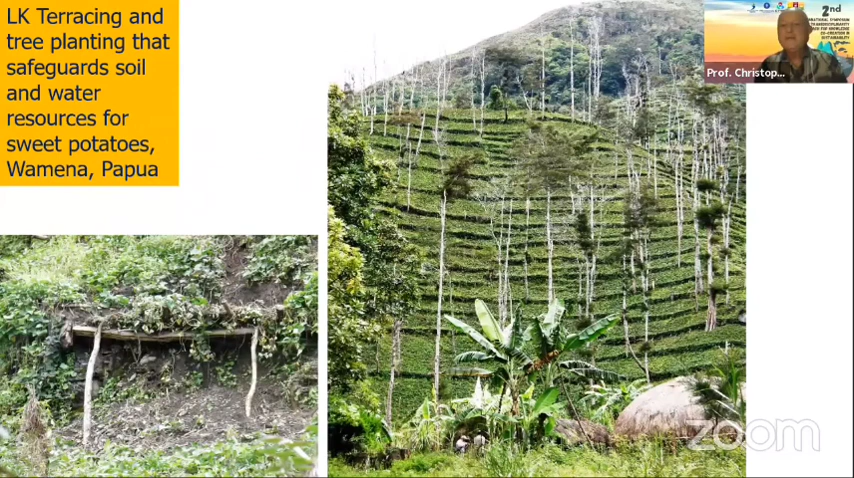 LK Terracing and
tree planting that
safeguards soil
and water
resources for
sweet potatoes,
Wamena, Papua
2nd
Prof. Christop...
zoom